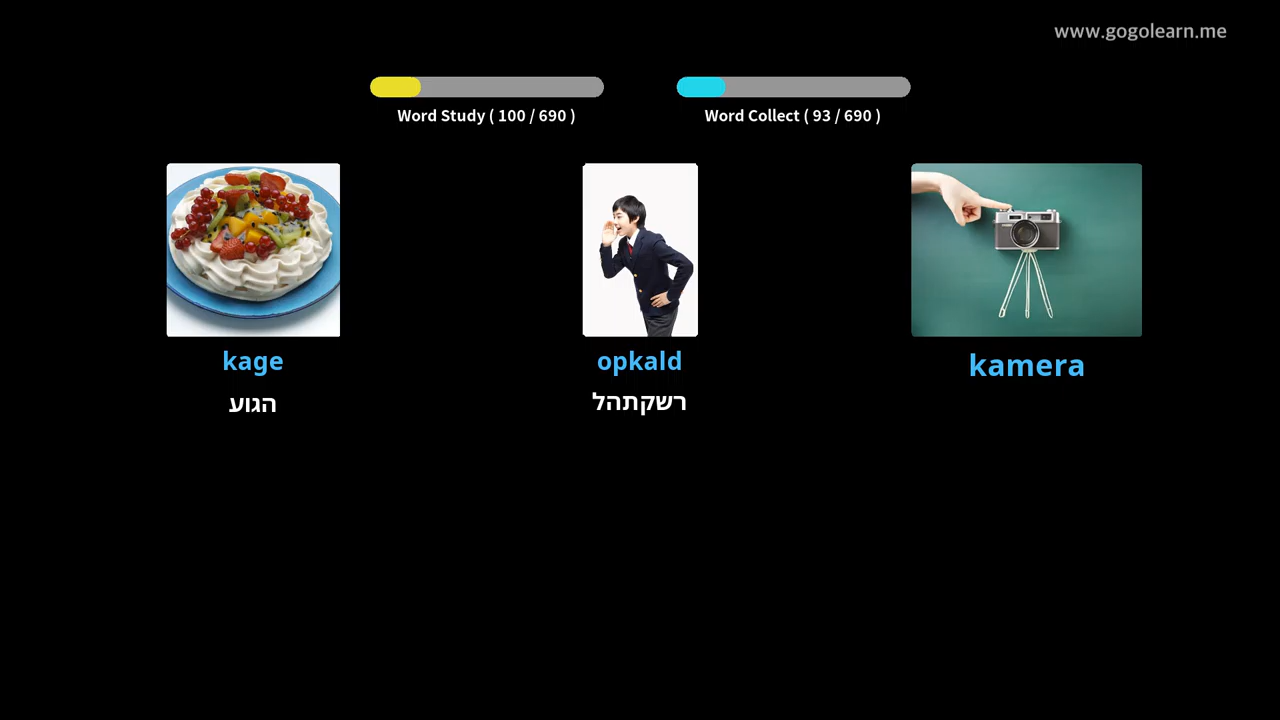 www.gogolearn.me
Word Study ( 100 / 690 )
Word Collect ( 93 / 690 )
kage
opkald
kamera
הגוע
רשקתהל